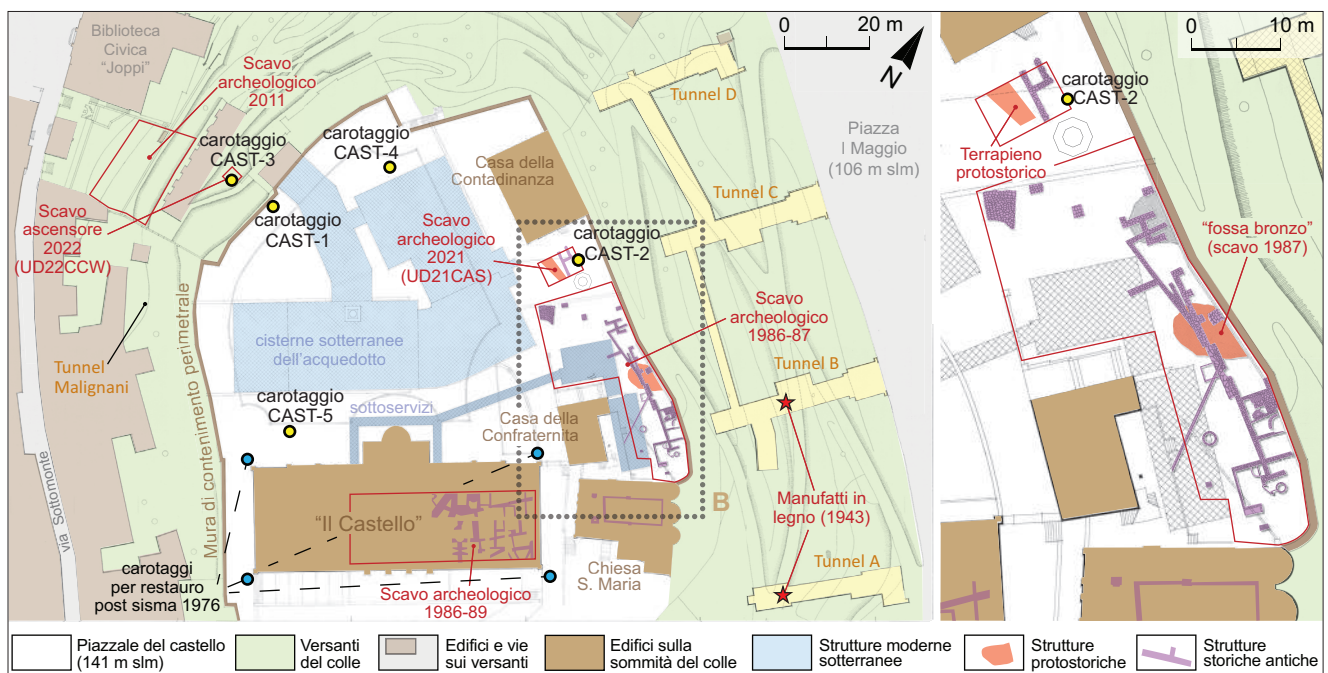 Biblioteca
Civica
"Joppi"
Scavo
archeologico
2011
carotaggio
CAST-3
carotaggio
CAST-4
Casa della
Contadinanza
0 20 m
N
Tunnel D
Piazza
I Maggio
(106 m slm)
Tunnel C
Scavo
ascensore
2022
(UD22CCW)
carotaggio
CAST-1
Scavo
archeologico
2021
(UD21CAS)
carotaggio
CAST-2
Scavo
archeologico
1986-87
Tunnel
Malignani
Mura di contenimento perimetrale
cisterne sotterranee
dell'acquedotto
Tunnel B
carotaggio
CAST-5
sottoservizi
Casa della
Confraternita
via Sottomonte
"Il Castello"
B
Manufatti in
legno (1943)
Tunnel A
carotaggi
per restauro
post sisma 1976
Scavo archeologico
1986-89
Chiesa
S. Maria
0 10 m
carotaggio
CAST-2
Terrapieno
protostorico
"fossa bronzo"
(scavo 1987)
Piazzale del castello
(141 m slm)
Versanti
del colle
Edifici e vie
sui versanti
Edifici sulla
sommità del colle
Strutture moderne
sotterranee
Strutture
protostoriche
Strutture
storiche antiche